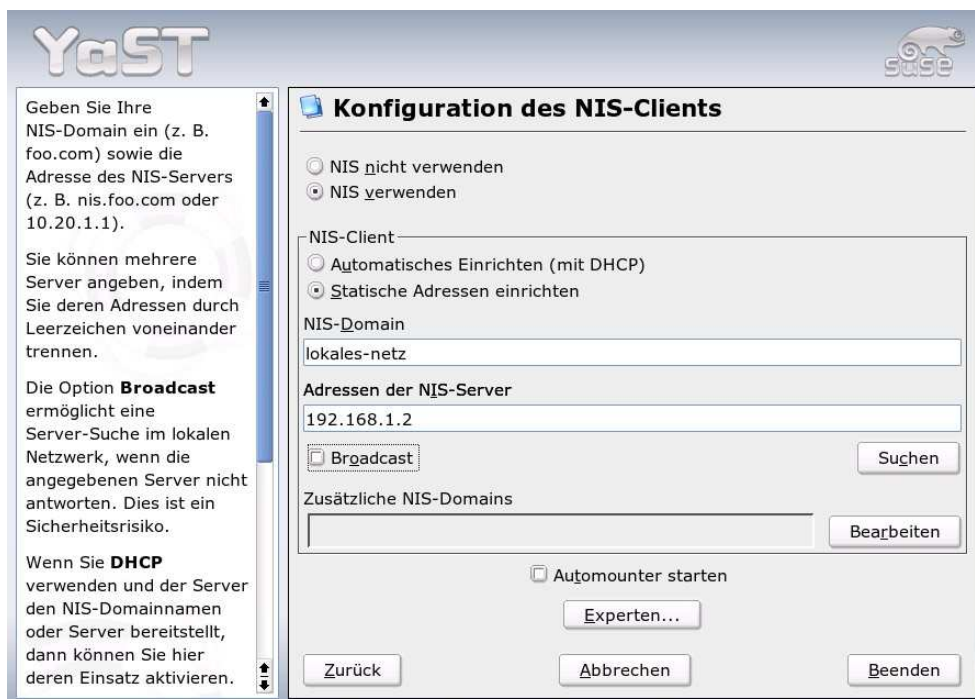 YaST
SUSE
Geben Sie Ihre
NIS-Domain ein (z. B.
foo.com) sowie die
Adresse des NIS-Servers
(z. B. nis.foo.com oder
10.20.1.1).
Sie können mehrere
Server angeben, indem
Sie deren Adressen durch
Leerzeichen voneinander
trennen.
Die Option Broadcast
ermöglicht eine
Server-Suche im lokalen
Netzwerk, wenn die
angegebenen Server nicht
antworten. Dies ist ein
Sicherheitsrisiko.
Wenn Sie DHCP
verwenden und der Server
den NIS-Domainnamen
oder Server bereitstellt,
dann können Sie hier
deren Einsatz aktivieren.
Konfiguration des NIS-Clients
NIS nicht verwenden
NIS verwenden
NIS-Client
Automatisches Einrichten (mit DHCP)
Statische Adressen einrichten
NIS-Domain
lokales-netz
Adressen der NIS-Server
192.168.1.2
Broadcast
Suchen
Zusätzliche NIS-Domains
Bearbeiten
Automounter starten
Experten...
Zurück
Abbrechen
Beenden